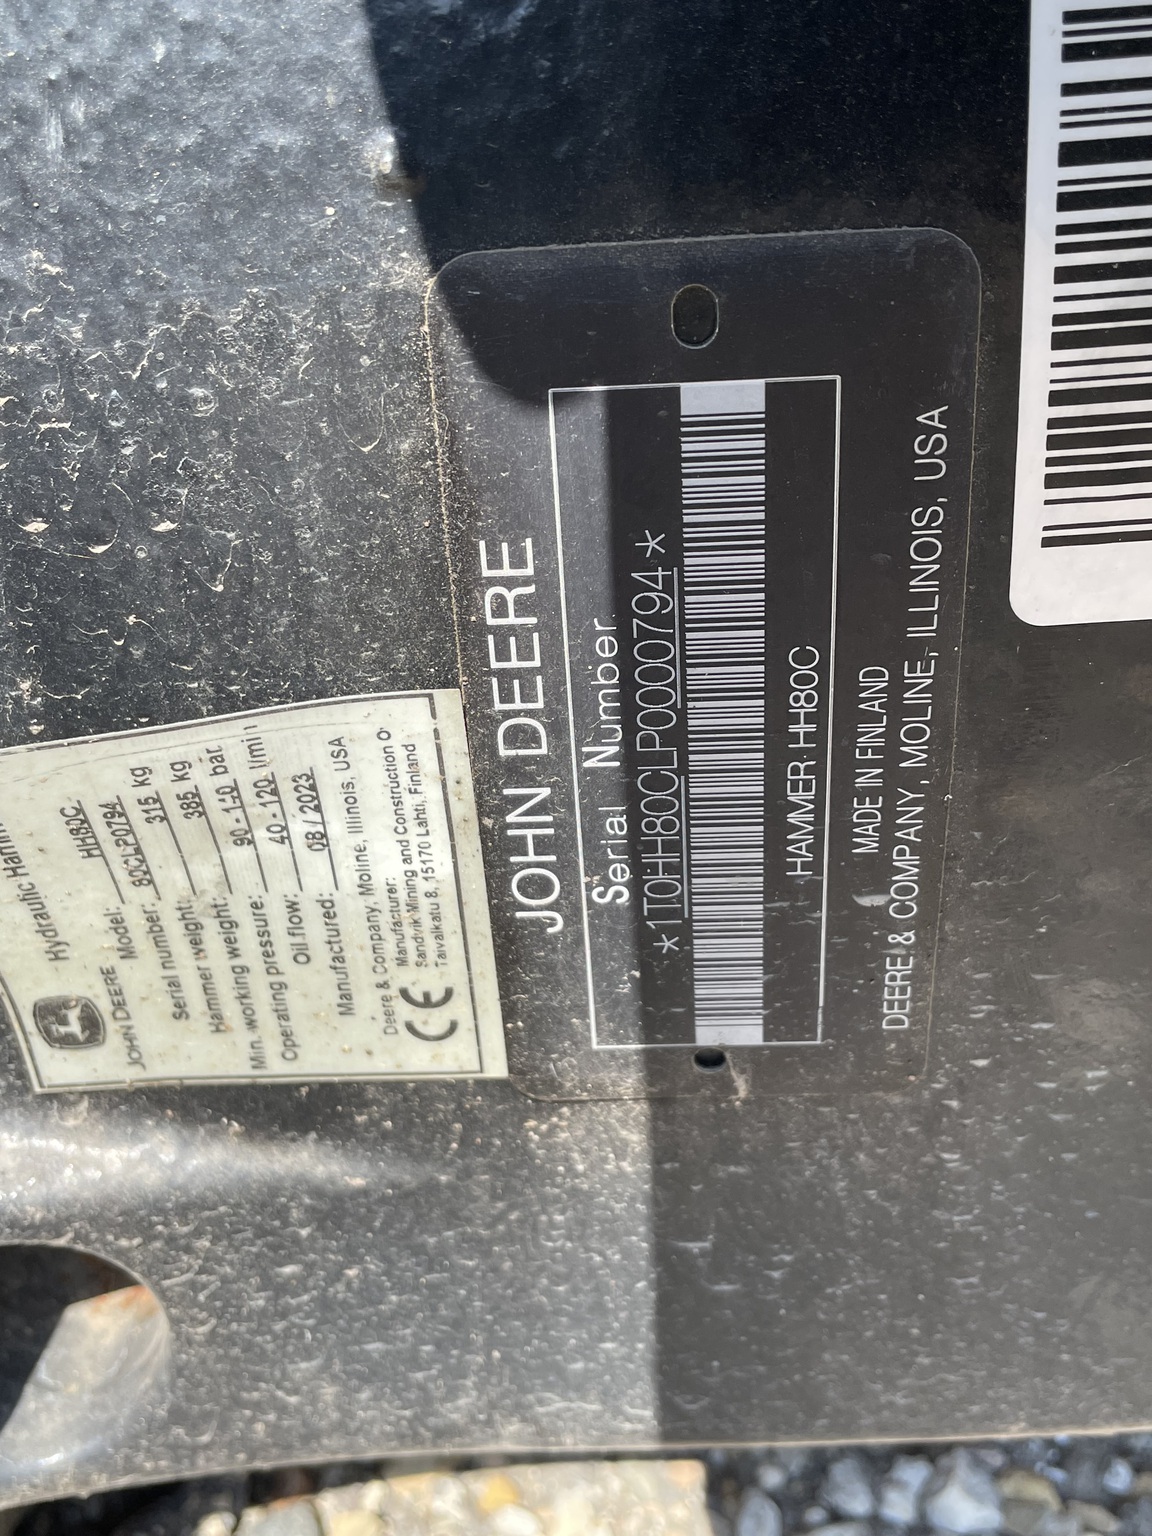 Hydraulic
JOHN DEERE
Model: HH80C
Serial number: 80CLP0794
Hammer weight: 315 kg
Min. working weight: 385 kg
Operating pressure: 90 - 140 bar
Oil flow: 40 - 120 l/min
Manufactured: 08 / 2023
Deere & Company, Moline, Illinois, USA
CE
Manufacturer:
Sandvik Mining and Construction
Taivalkatu 8, 15170 Lahti, Finland
JOHN DEERE
Serial Number
*1T0HH80CLP0000794*
HAMMER HH80C
MADE IN FINLAND
DEERE & COMPANY, MOLINE, ILLINOIS, USA